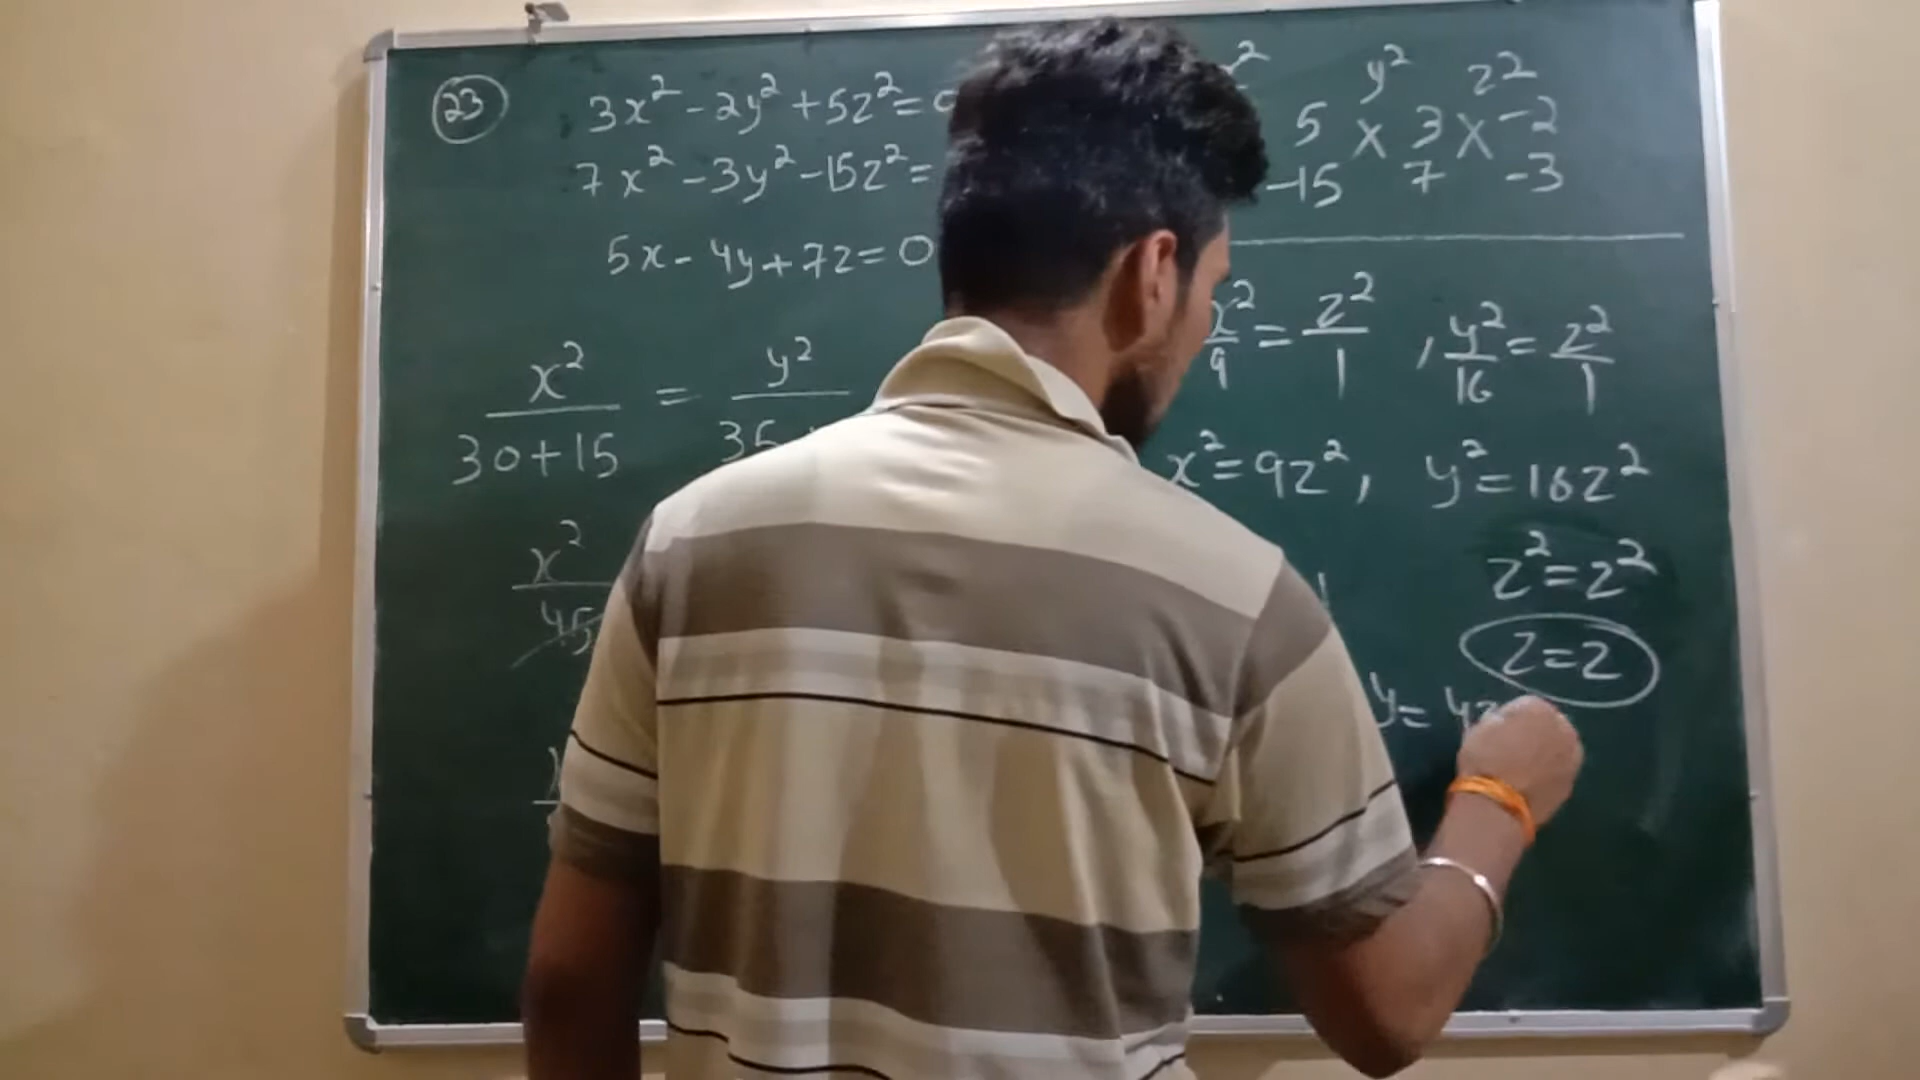 23
3x² - 2y² + 5z² =
7x² - 3y² - 15z² =
5x - 4y + 7z = 0
x²/(30+15) = y²/35
x²/45
y² z²
5 × 3 × -2
-15 7 -3
x²/9 = z²/1 , y²/16 = z²/1
x² = 9z² , y² = 16z²
z² = z²
z = z
y = 4z